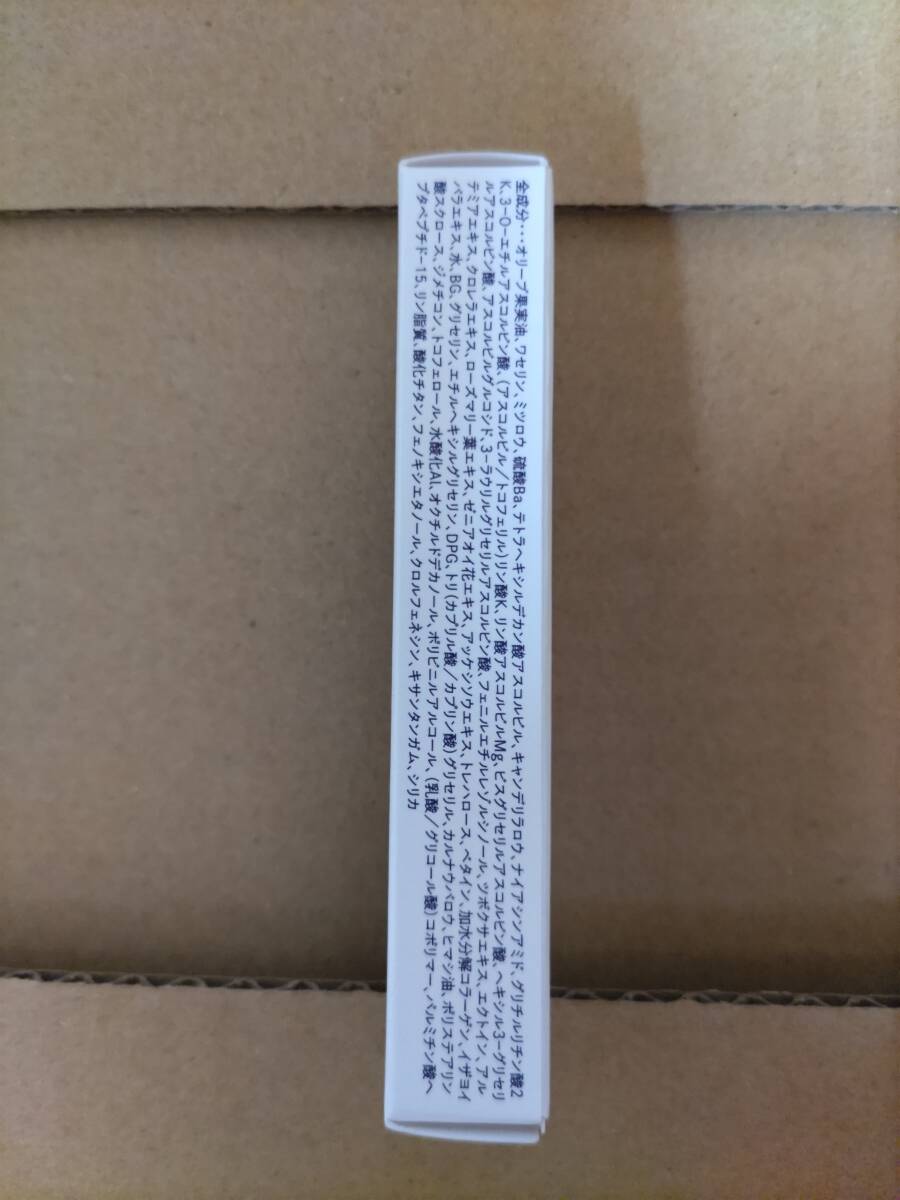 全成分･･･オリーブ果実油、ワセリン、ミツロウ、硫酸Ba、テトラヘキシルデカン酸アスコルビル、キャンデリラロウ、ナイアシンアミド、グリチルリチン酸2
K、3-O-エチルアスコルビン酸、(アスコルビル/トコフェリル)リン酸K、リン酸アスコルビルMg、ビスグリセリルアスコルビン酸、ヘキシル3-グリセリ
ルアスコルビン酸、アスコルビルグルコシド、3-ラウリルグリセリルアスコルビン酸、フェニルエチルレゾルシノール、ツボクサエキス、エクトイン、アル
テミアエキス、クロレラエキス、ローズマリー葉エキス、ゼニアオイ花エキス、アッケシソウエキス、トレハロース、ベタイン、加水分解コラーゲン、イザヨイ
バラエキス、水、BG、グリセリン、エチルヘキシルグリセリン、DPG、トリ(カプリル酸/カプリン酸)グリセリル、カルナウバロウ、ヒマシ油、ポリステアリン
酸スクロース、ジメチコン、トコフェロール、水酸化Al、オクチルドデカノール、ポリビニルアルコール、(乳酸/グリコール酸)コポリマー、パルミチン酸ヘ
プタペプチド-15、リン脂質、酸化チタン、フェノキシエタノール、クロルフェネシン、キサンタンガム、シリカ